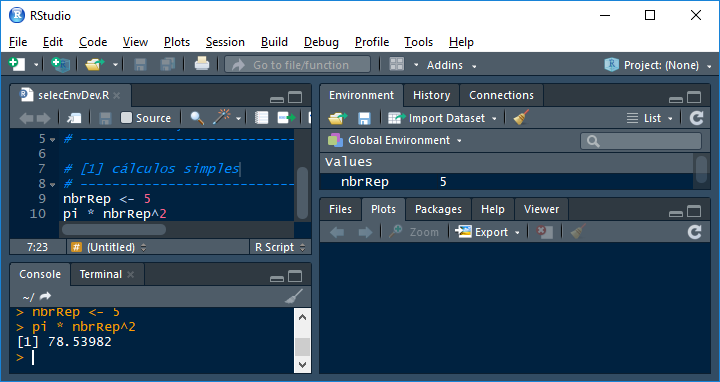 RStudio
File Edit Code View Plots Session Build Debug Profile Tools Help
Go to file/function Addins Project: (None)
selecEnvDev.R
Source
5 # ----------------------------
6
7 # [1] cálculos simples
8 # ----------------------------
9 nbrRep <- 5
10 pi * nbrRep^2
7:23 # (Untitled) R Script
Console Terminal
~/
> nbrRep <- 5
> pi * nbrRep^2
[1] 78.53982
>
Environment History Connections
Import Dataset List
Global Environment
Values
nbrRep 5
Files Plots Packages Help Viewer
Zoom Export